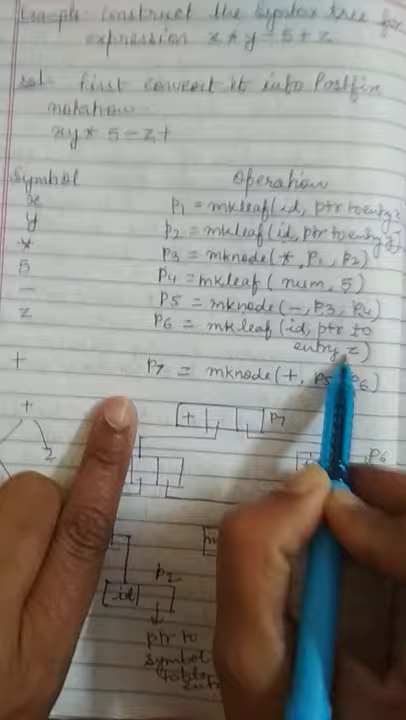 Example Construct the Syntax tree for
expression x * y - 5 + z
sol - first convert it into Postfix
notation -
xy * 5 - z +
Symbol Operation
x P1 = mkleaf(id, ptr to entry x
y P2 = mkleaf(id, ptr to entry y)
* P3 = mknode(*, P1, P2)
5 P4 = mkleaf(num, 5)
- P5 = mknode(-, P3, P4)
z P6 = mkleaf(id, ptr to
entry z)
+ P7 = mknode(+, P5, P6)
+ + P7
z P6
P2
id
ptr to
symbol
table